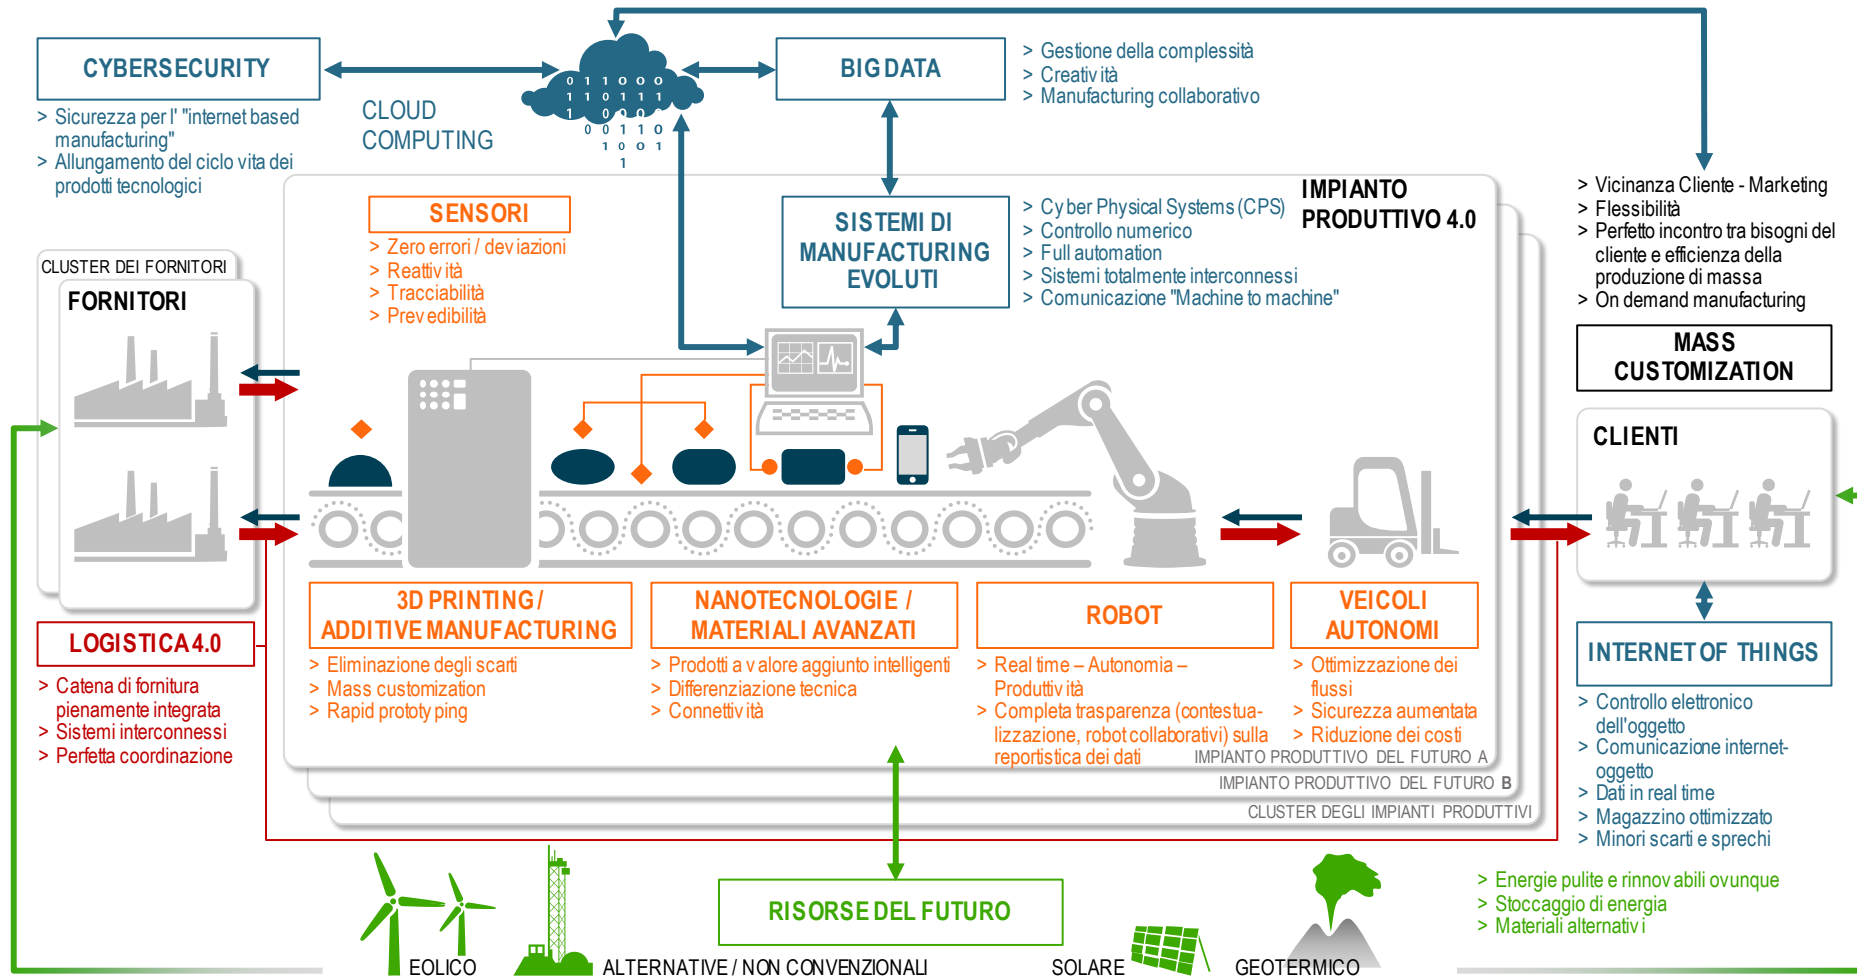 CYBERSECURITY
> Sicurezza per l' "internet based
manufacturing"
> Allungamento del ciclo vita dei
prodotti tecnologici
CLOUD
COMPUTING
0 1 1 0 0 0
BIG DATA
> Gestione della complessità
> Creatività
> Manufacturing collaborativo
IMPIANTO
PRODUTTIVO 4.0
SENSORI
> Zero errori / deviazioni
> Reattività
> Tracciabilità
> Prevedibilità
SISTEMI DI
MANUFACTURING
EVOLUTI
> Cyber Physical Systems (CPS)
> Controllo numerico
> Full automation
> Sistemi totalmente interconnessi
> Comunicazione "Machine to machine"
> Vicinanza Cliente - Marketing
> Flessibilità
> Perfetto incontro tra bisogni del
cliente e efficienza della
produzione di massa
> On demand manufacturing
MASS
CUSTOMIZATION
CLUSTER DEI FORNITORI
FORNITORI
CLIENTI
LOGISTICA 4.0
> Catena di fornitura
pienamente integrata
> Sistemi interconnessi
> Perfetta coordinazione
3D PRINTING /
ADDITIVE MANUFACTURING
> Eliminazione degli scarti
> Mass customization
> Rapid prototyping
NANOTECNOLOGIE /
MATERIALI AVANZATI
> Prodotti a valore aggiunto intelligenti
> Differenziazione tecnica
> Connettività
ROBOT
> Real time – Autonomia –
Produttività
> Completa trasparenza (contestua-
lizzazione, robot collaborativi) sulla
reportistica dei dati
VEICOLI
AUTONOMI
> Ottimizzazione dei
flussi
> Sicurezza aumentata
> Riduzione dei costi
IMPIANTO PRODUTTIVO DEL FUTURO A
IMPIANTO PRODUTTIVO DEL FUTURO B
CLUSTER DEGLI IMPIANTI PRODUTTIVI
INTERNET OF THINGS
> Controllo elettronico
dell'oggetto
> Comunicazione internet-
oggetto
> Dati in real time
> Magazzino ottimizzato
> Minori scarti e sprechi
RISORSE DEL FUTURO
> Energie pulite e rinnovabili ovunque
> Stoccaggio di energia
> Materiali alternativi
EOLICO
ALTERNATIVE / NON CONVENZIONALI
SOLARE
GEOTERMICO